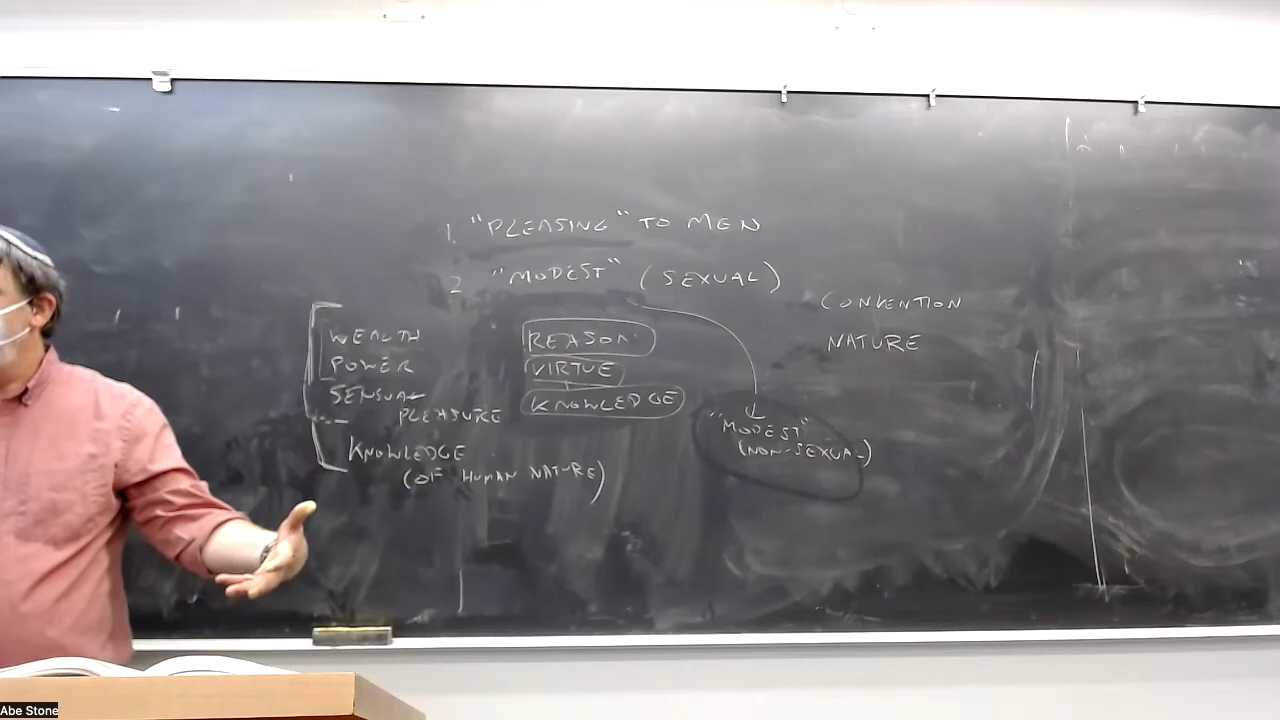 1. "PLEASING" TO MEN
2 "MODEST" (SEXUAL)
CONVENTION
NATURE
WEALTH
POWER
SENSUAL
PLEASURE
KNOWLEDGE
(OF HUMAN NATURE)
REASON
VIRTUE
KNOWLEDGE
"MODEST"
(NON-SEXUAL)
Abe Stone